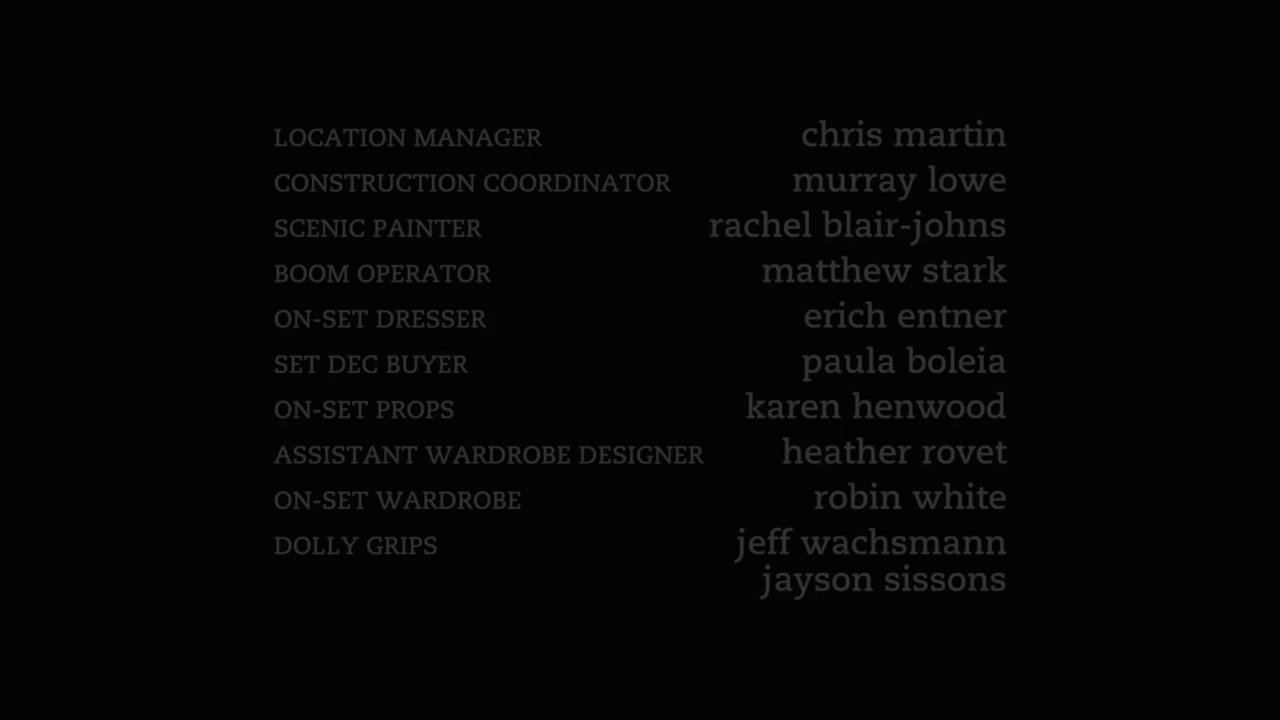 LOCATION MANAGER chris martin
CONSTRUCTION COORDINATOR murray lowe
SCENIC PAINTER rachel blair-johns
BOOM OPERATOR matthew stark
ON-SET DRESSER erich entner
SET DEC BUYER paula boleia
ON-SET PROPS karen henwood
ASSISTANT WARDROBE DESIGNER heather rovet
ON-SET WARDROBE robin white
DOLLY GRIPS jeff wachsmann
jayson sissons